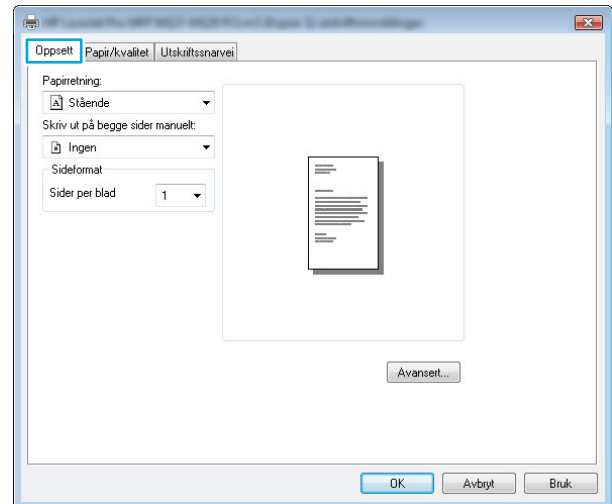 Oppsett Papir/kvalitet Utskriftssnarvei
Papirretning:
Stående
Skriv ut på begge sider manuelt:
Ingen
Sideformat
Sider per blad 1
Avansert...
OK Avbryt Bruk